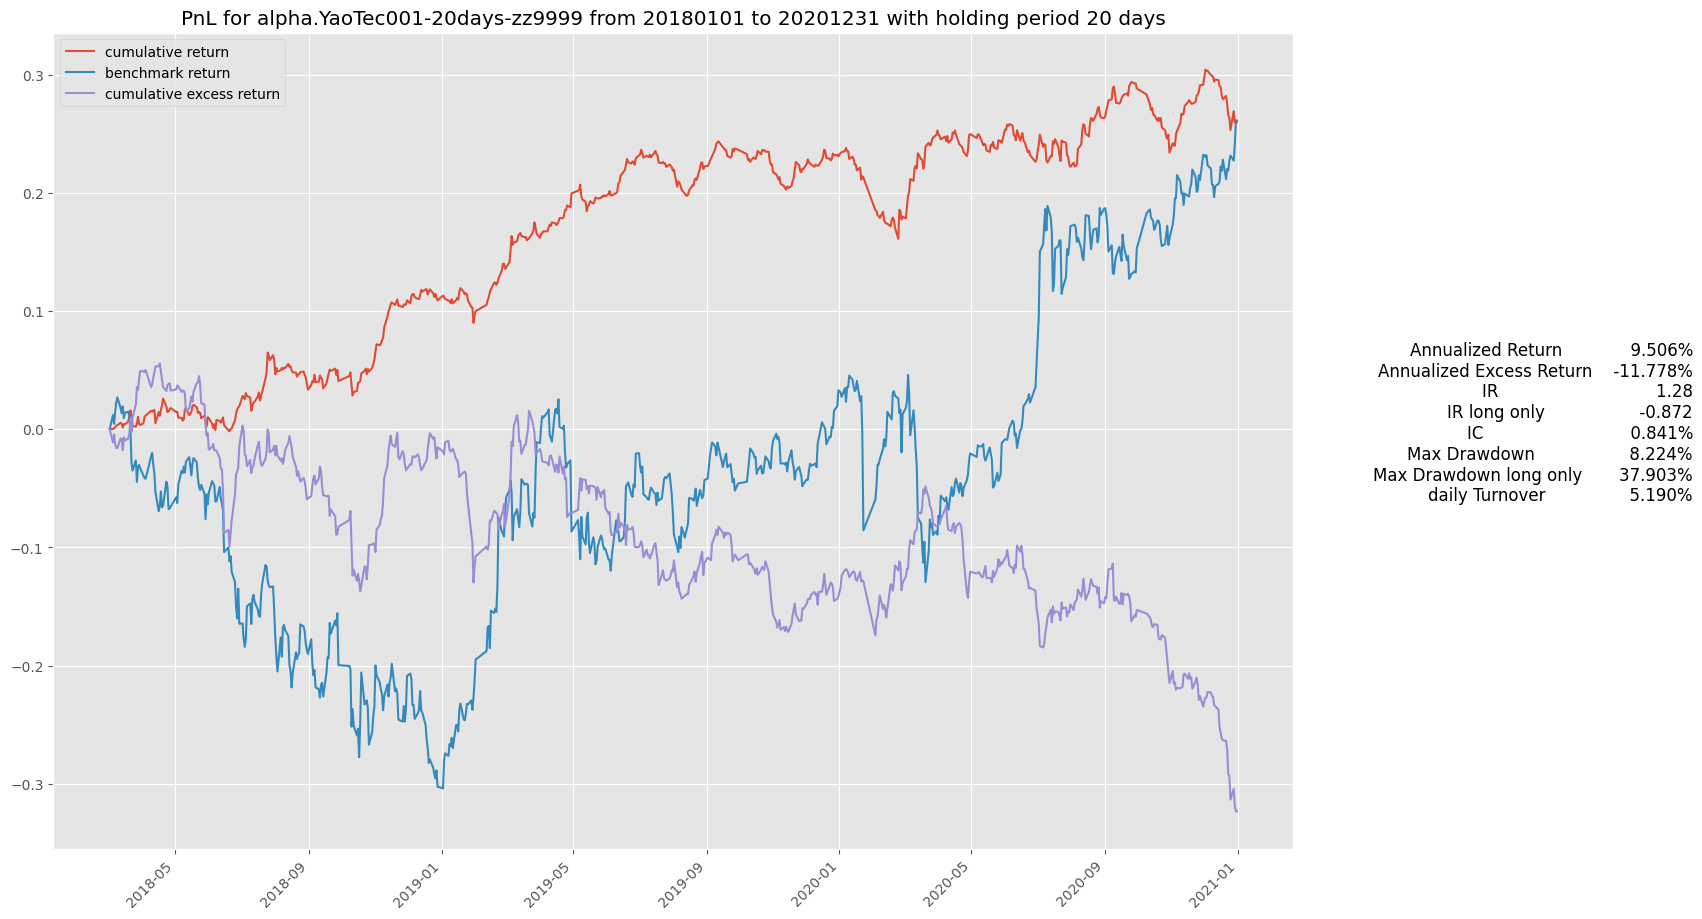 PnL for alpha.YaoTec001-20days-zz9999 from 20180101 to 20201231 with holding period 20 days
cumulative return
benchmark return
cumulative excess return
0.3
0.2
0.1
0.0
−0.1
−0.2
−0.3
2018-05
2018-09
2019-01
2019-05
2019-09
2020-01
2020-05
2020-09
2021-01
Annualized Return 9.506%
Annualized Excess Return -11.778%
IR 1.28
IR long only -0.872
IC 0.841%
Max Drawdown 8.224%
Max Drawdown long only 37.903%
daily Turnover 5.190%